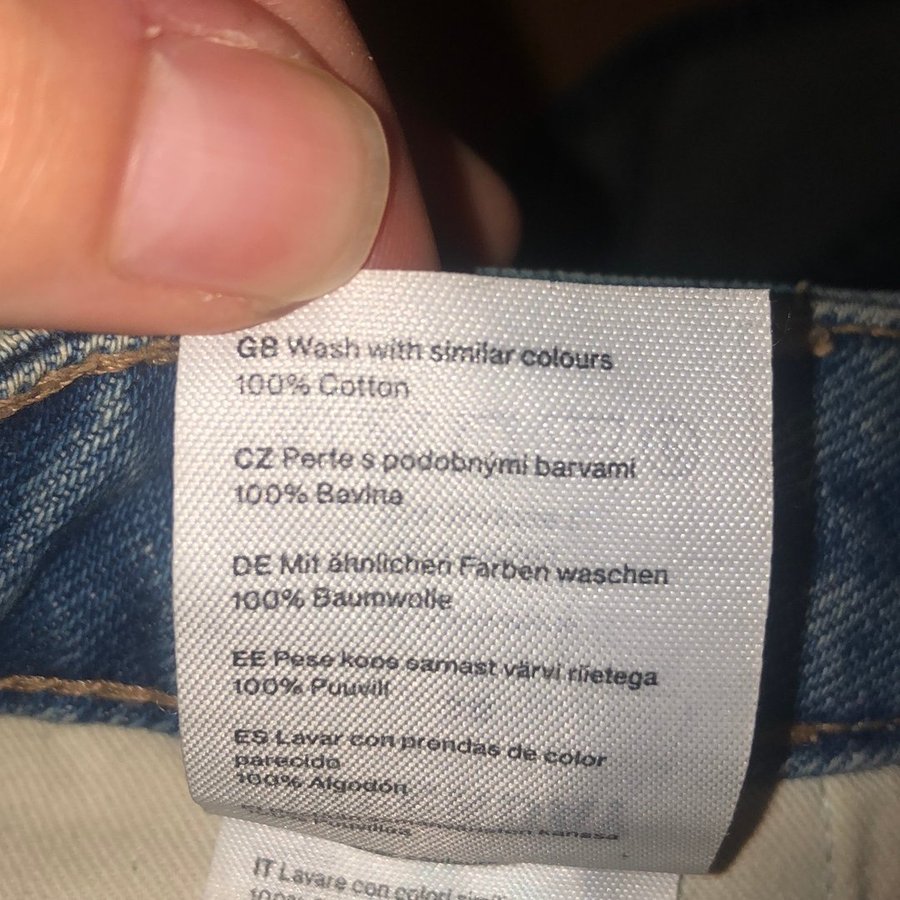 GB Wash with similar colours
100% Cotton
CZ Perte s podobnými barvami
100% Bavlna
DE Mit ähnlichen Farben waschen
100% Baumwolle
EE Pese koos samast värvi riietega
100% Puuvill
ES Lavar con prendas de color
parecido
100% Algodón
kanssa
IT Lavare con colori